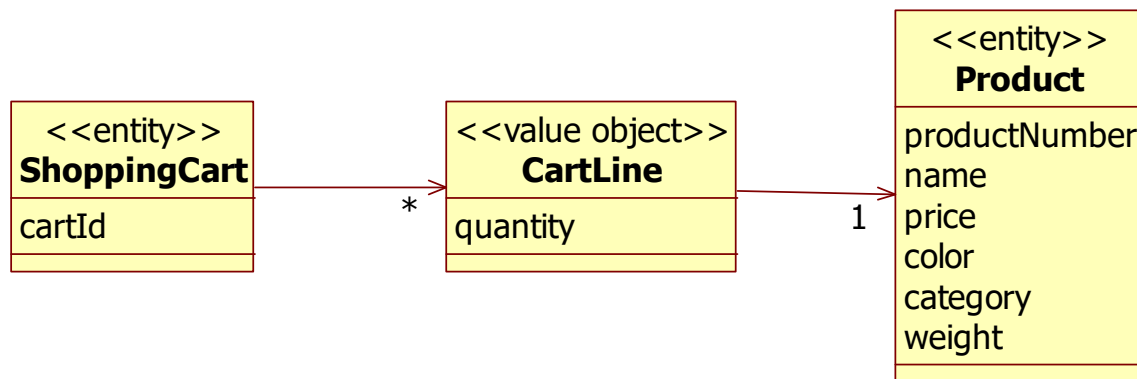 <<entity>>
ShoppingCart
cartId
*
<<value object>>
CartLine
quantity
1
<<entity>>
Product
productNumber
name
price
color
category
weight